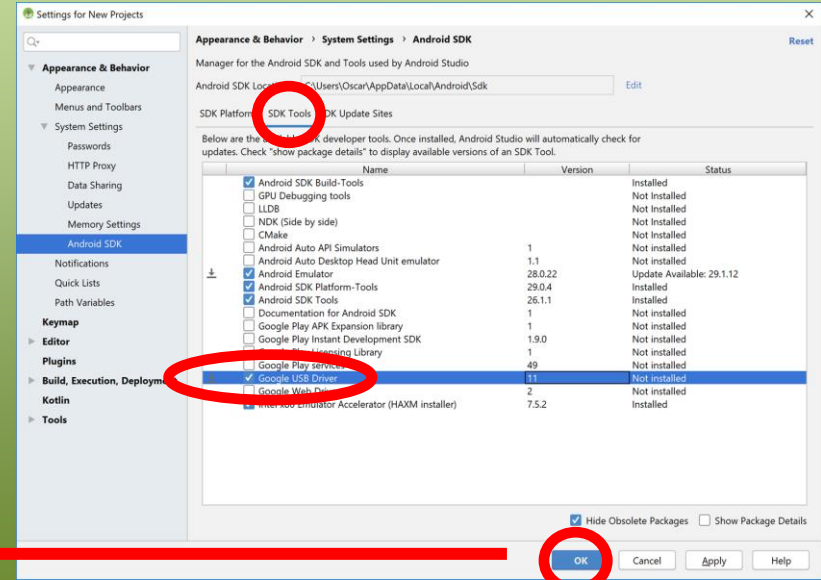 Settings for New Projects
Appearance & Behavior
Appearance
Menus and Toolbars
System Settings
Passwords
HTTP Proxy
Data Sharing
Updates
Memory Settings
Android SDK
Notifications
Quick Lists
Path Variables
Keymap
Editor
Plugins
Build, Execution,
Kotlin
Tools
Appearance & Behavior › System Settings › Android SDK Reset
Manager for the Android SDK and Tools used by Android Studio
Android SDK C:\Users\Oscar\AppData\Local\Android\Sdk Edit
SDK SDK Tools Update Sites
Below are the developer tools. Once installed, Android Studio will automatically check for
updates. Check "show package details" to display available versions of an SDK Tool.
Name Version Status
Android SDK Build-Tools Installed
GPU Debugging tools Not Installed
LLDB Not Installed
NDK (Side by side) Not Installed
CMake Not Installed
Android Auto API Simulators 1 Not installed
Android Auto Desktop Head Unit emulator 1.1 Not installed
Android Emulator 28.0.22 Update Available: 29.1.12
Android SDK Platform-Tools 29.0.4 Installed
Android SDK Tools 26.1.1 Installed
Documentation for Android SDK 1 Not installed
Google Play APK Expansion library 1 Not installed
Google Play Instant Development SDK 1.9.0 Not installed
Google Play Licensing Library 1 Not installed
Google Play services 49 Not installed
Google USB Driver 11 Not installed
Google Web 2 Not installed
Emulator Accelerator (HAXM installer) 7.5.2 Installed
Hide Obsolete Packages Show Package Details
OK Cancel Apply Help